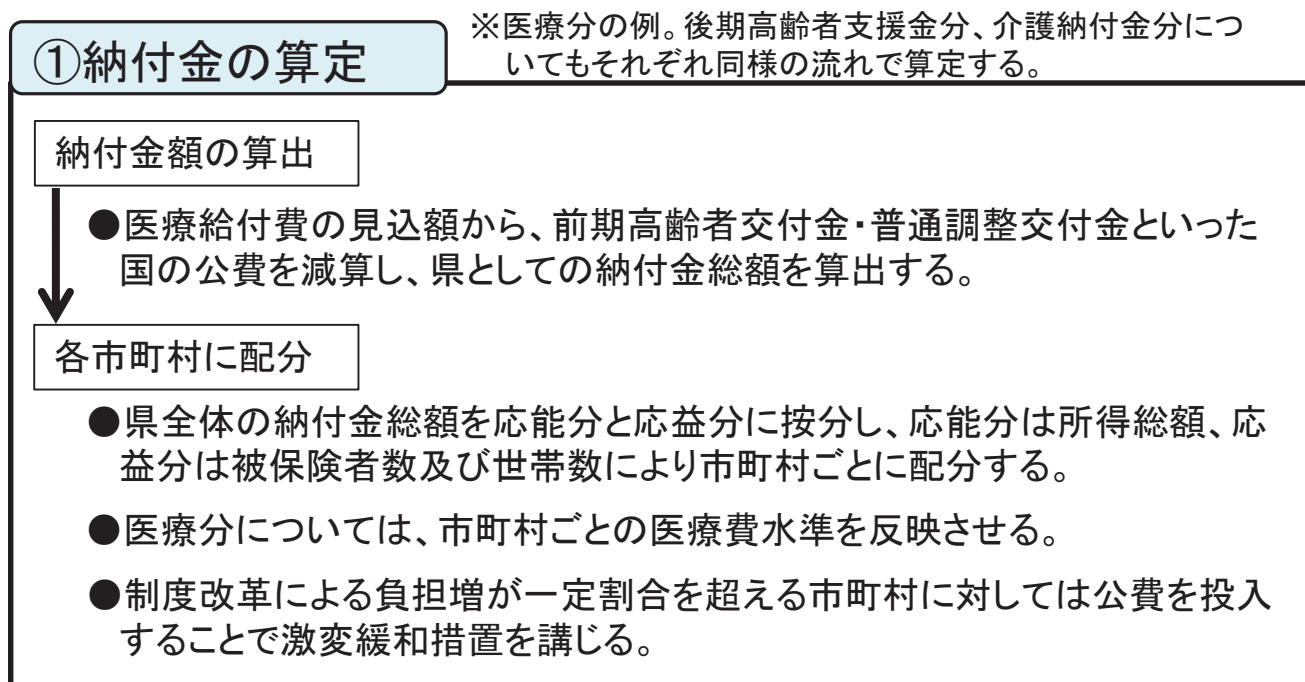 ①納付金の算定
※医療分の例。後期高齢者支援金分、介護納付金分につ
いてもそれぞれ同様の流れで算定する。
納付金額の算出
●医療給付費の見込額から、前期高齢者交付金・普通調整交付金といった
国の公費を減算し、県としての納付金総額を算出する。
各市町村に配分
●県全体の納付金総額を応能分と応益分に按分し、応能分は所得総額、応
益分は被保険者数及び世帯数により市町村ごとに配分する。
●医療分については、市町村ごとの医療費水準を反映させる。
●制度改革による負担増が一定割合を超える市町村に対しては公費を投入
することで激変緩和措置を講じる。